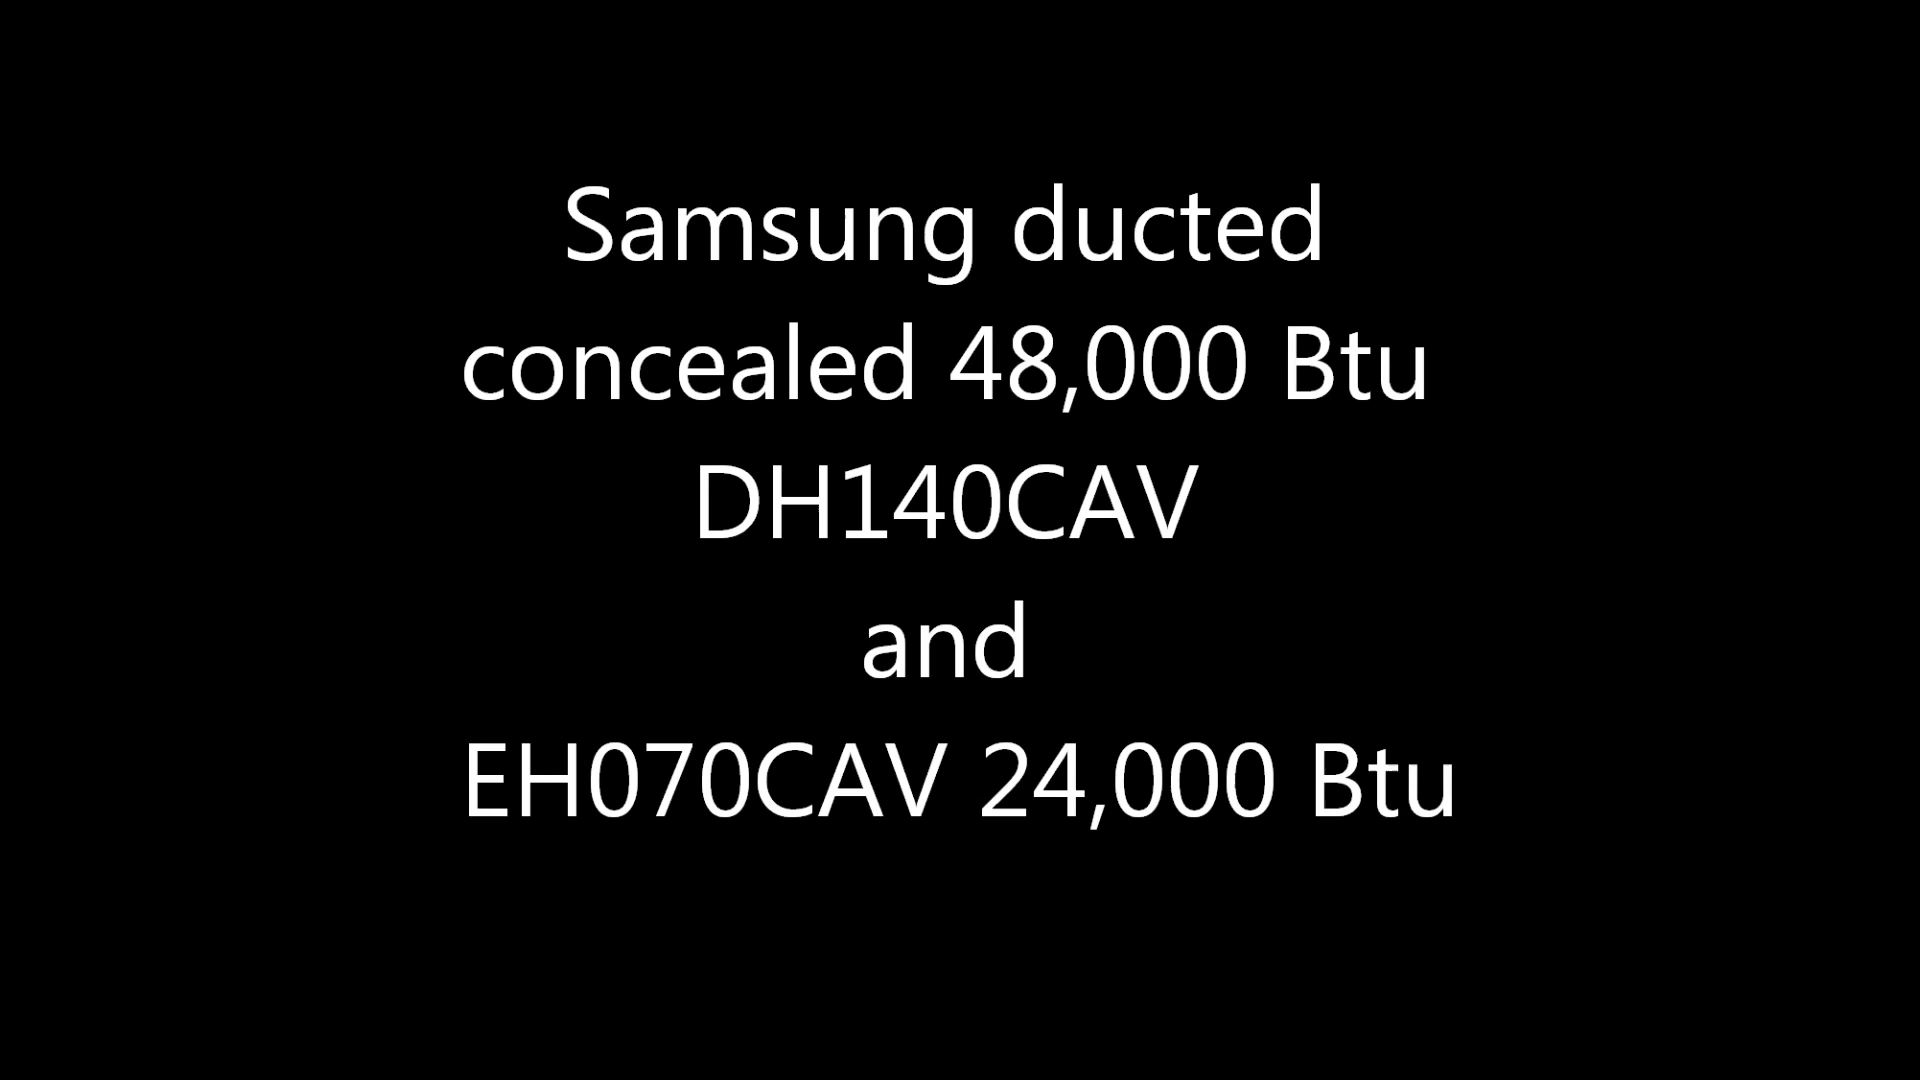 Samsung ducted
concealed 48,000 Btu
DH140CAV
and
EH070CAV 24,000 Btu